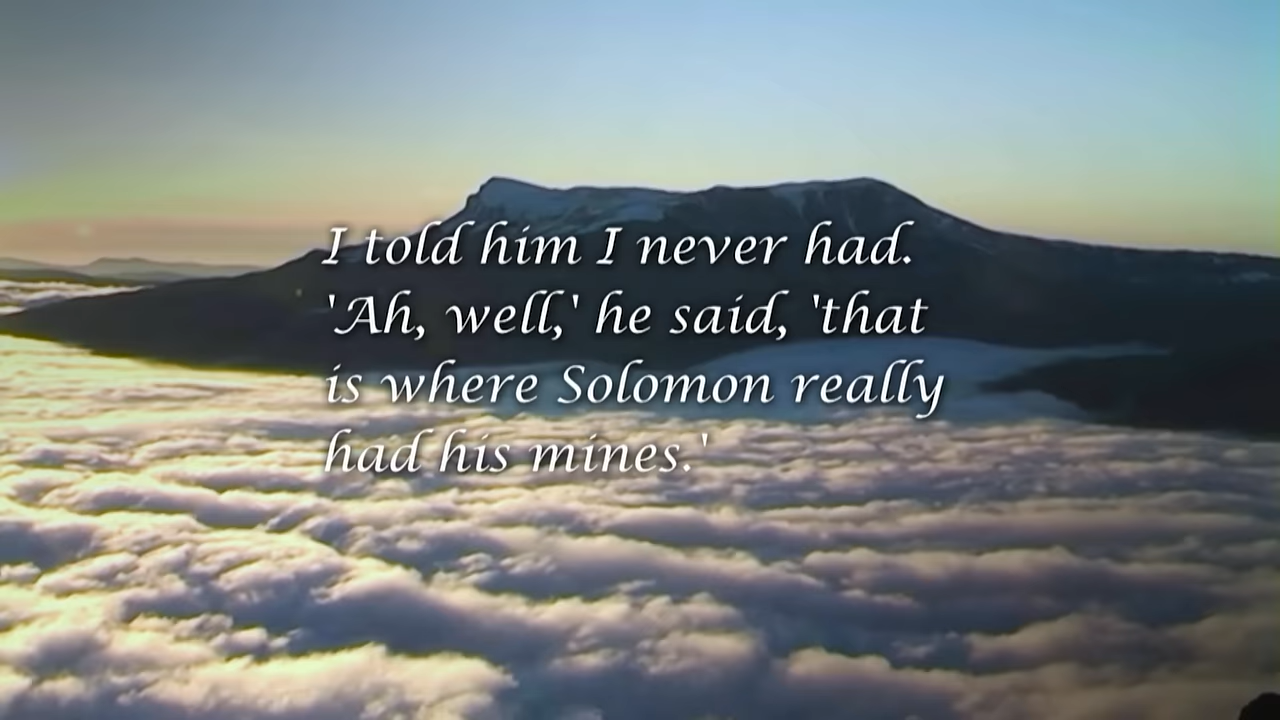 I told him I never had.
'Ah, well,' he said, 'that
is where Solomon really
had his mines.'